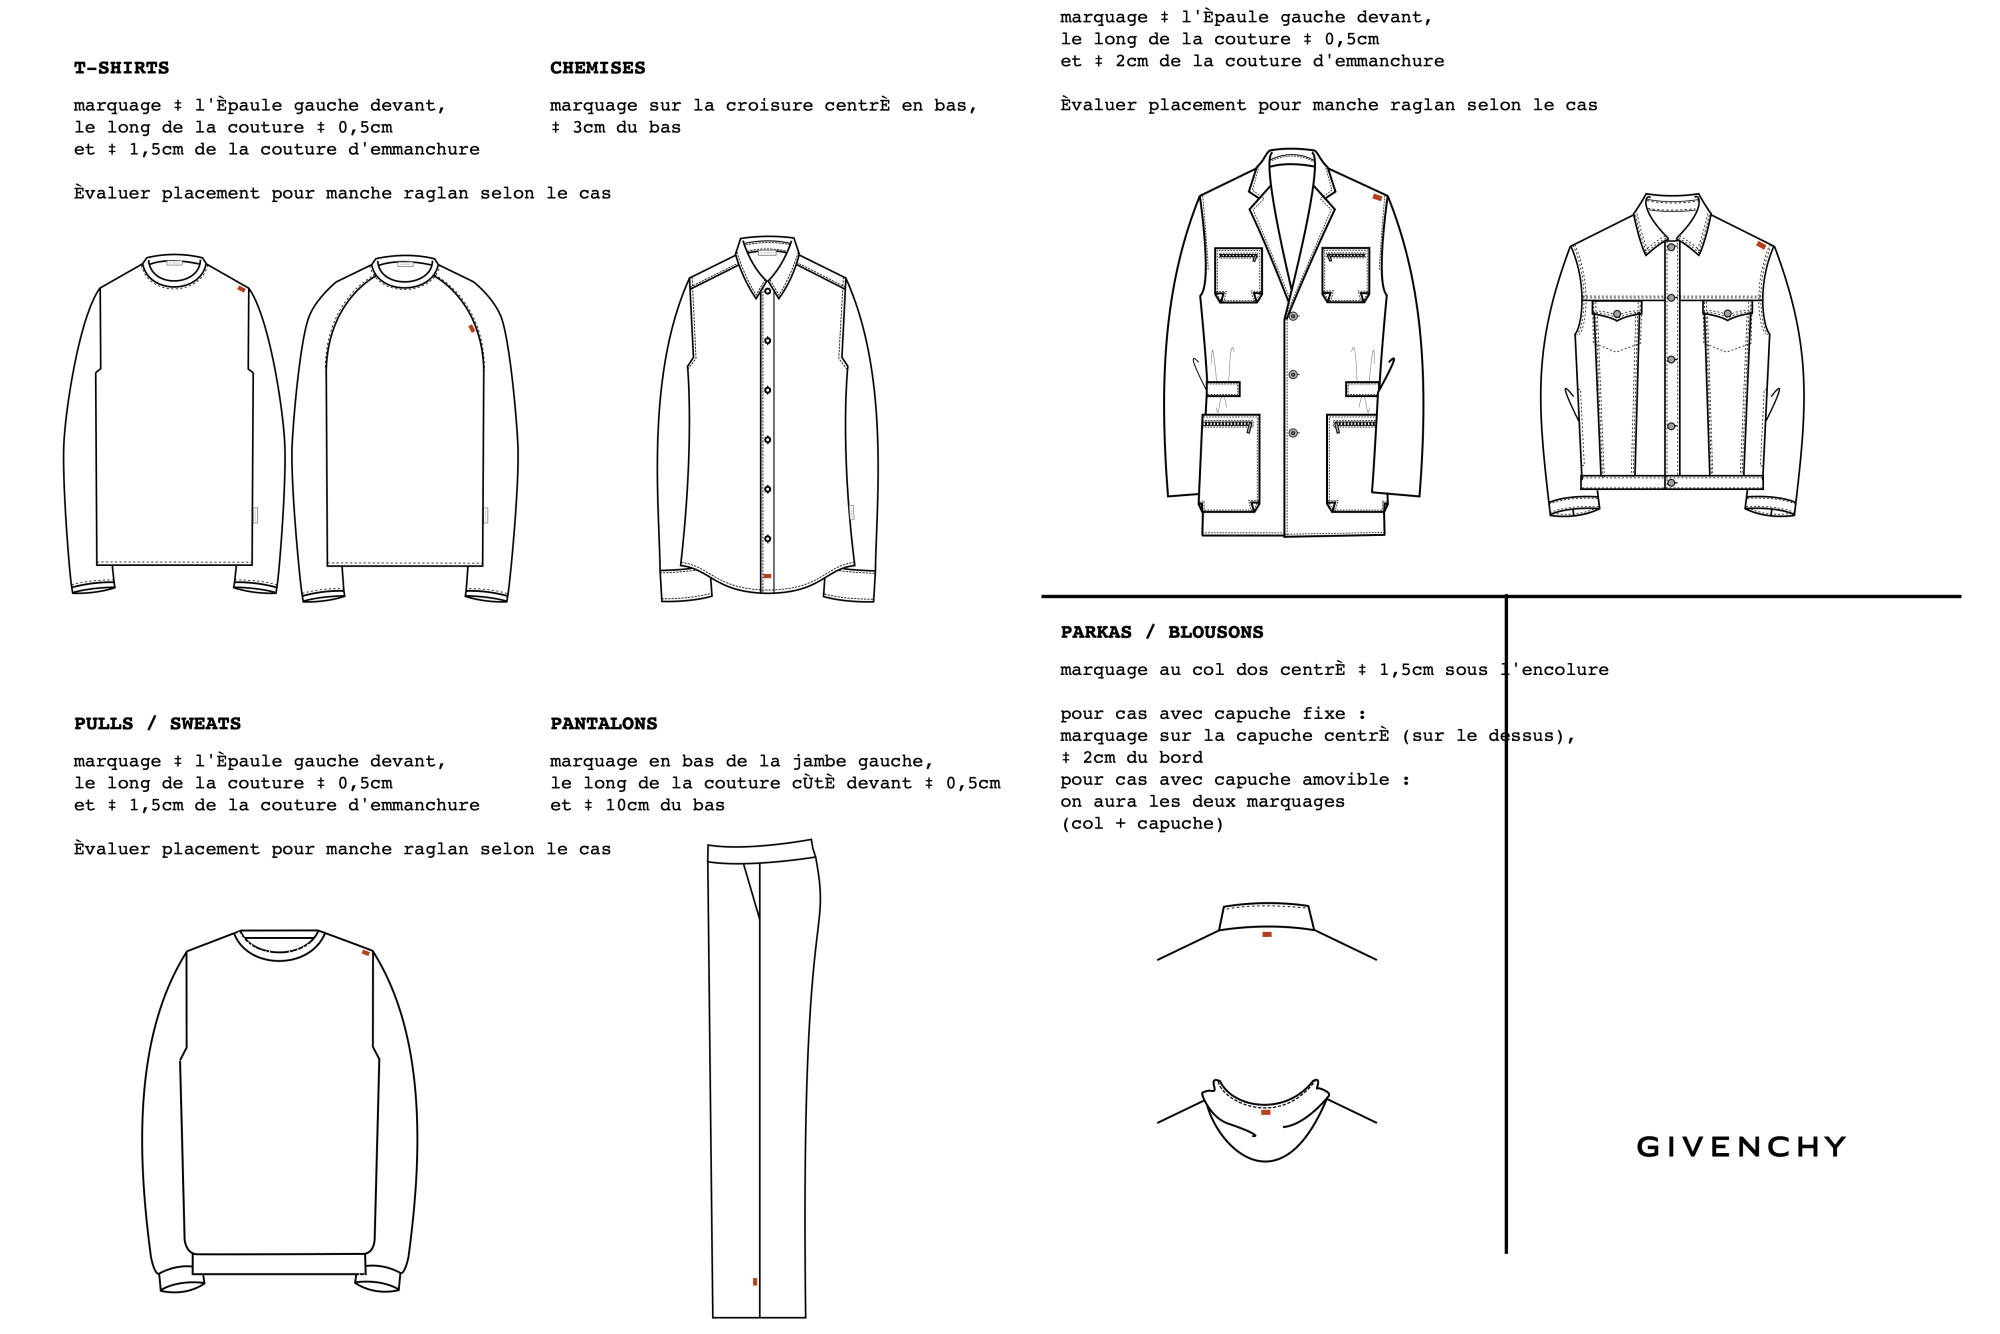 T-SHIRTS
marquage ‡ l'Èpaule gauche devant,
le long de la couture ‡ 0,5cm
et ‡ 1,5cm de la couture d'emmanchure
Èvaluer placement pour manche raglan selon le cas
CHEMISES
marquage sur la croisure centrÈ en bas,
‡ 3cm du bas
PULLS / SWEATS
marquage ‡ l'Èpaule gauche devant,
le long de la couture ‡ 0,5cm
et ‡ 1,5cm de la couture d'emmanchure
Èvaluer placement pour manche raglan selon le cas
PANTALONS
marquage en bas de la jambe gauche,
le long de la couture cÙtÈ devant ‡ 0,5cm
et ‡ 10cm du bas
marquage ‡ l'Èpaule gauche devant,
le long de la couture ‡ 0,5cm
et ‡ 2cm de la couture d'emmanchure
Èvaluer placement pour manche raglan selon le cas
PARKAS / BLOUSONS
marquage au col dos centrÈ ‡ 1,5cm sous l'encolure
pour cas avec capuche fixe :
marquage sur la capuche centrÈ (sur le dessus),
‡ 2cm du bord
pour cas avec capuche amovible :
on aura les deux marquages
(col + capuche)
GIVENCHY